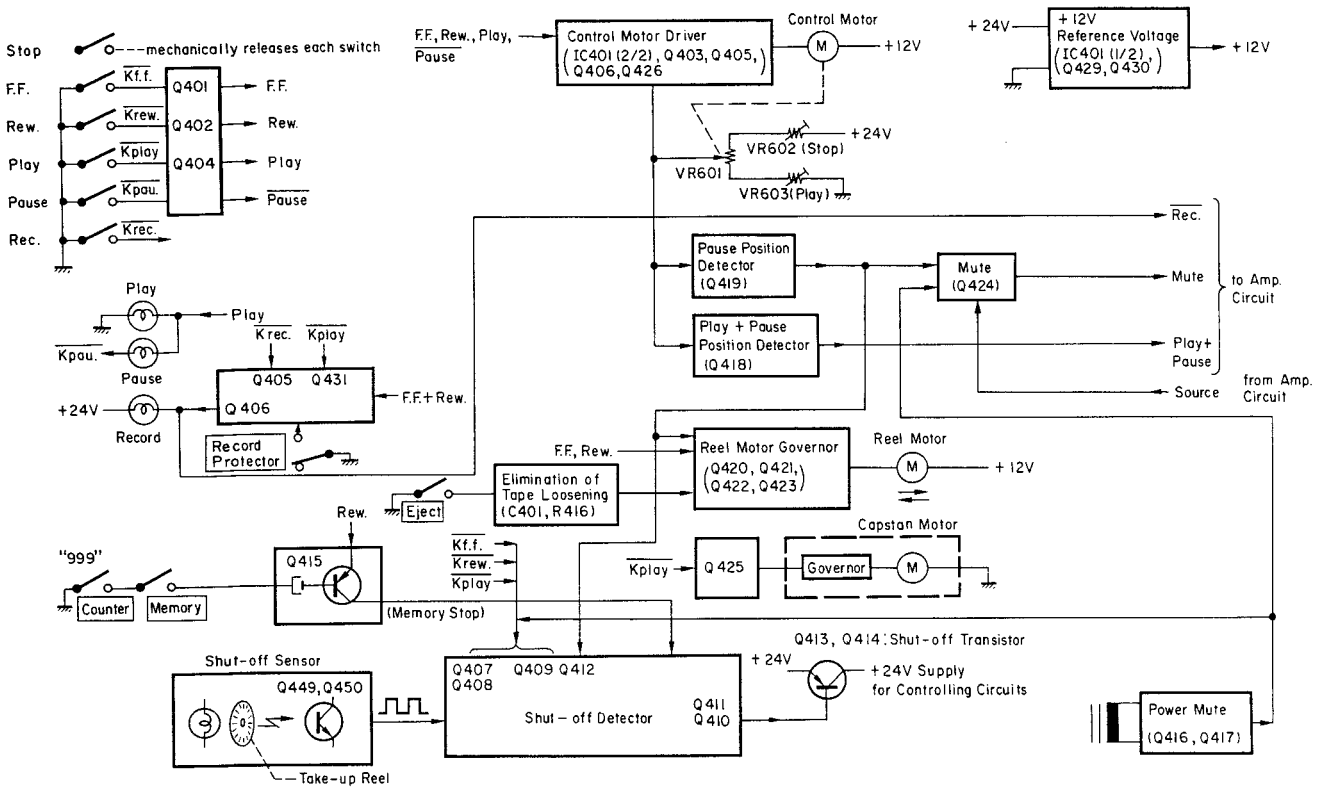 Stop
mechanically releases each switch
F.F.
Kf.f.
Q401
F.F.
Rew.
Krew.
Q402
Rew.
Play
Kplay
Q404
Play
Pause
Kpau.
Pause
Rec.
Krec.
F.F., Rew., Play,
Pause
Control Motor Driver
(IC401 (2/2), Q403, Q405,
Q406, Q426)
Control Motor
M
+12V
+24V
+12V
Reference Voltage
(IC401 (1/2),
Q429, Q430)
+12V
+24V
VR602 (Stop)
VR601
VR603 (Play)
Rec.
Pause Position
Detector
(Q419)
Mute
(Q424)
Mute
to Amp.
Circuit
Play + Pause
Position Detector
(Q418)
Play+
Pause
Source
from Amp.
Circuit
Play
Play
Kpau.
Pause
Krec.
Kplay
Q405
Q431
Q406
F.F.+Rew.
+24V
Record
Record
Protector
F.F., Rew.
Reel Motor Governor
(Q420, Q421,
Q422, Q423)
Reel Motor
M
+12V
Eject
Elimination of
Tape Loosening
(C401, R416)
Capstan Motor
Kf.f.
Krew.
Kplay
Kplay
Q425
Governor
M
Rew.
Q415
"999"
Counter
Memory
(Memory Stop)
Q413, Q414: Shut-off Transistor
+24V
+24V Supply
for Controlling Circuits
Shut-off Sensor
Q449, Q450
Take-up Reel
Q407
Q408
Q409
Q412
Shut-off Detector
Q411
Q410
Power Mute
(Q416, Q417)